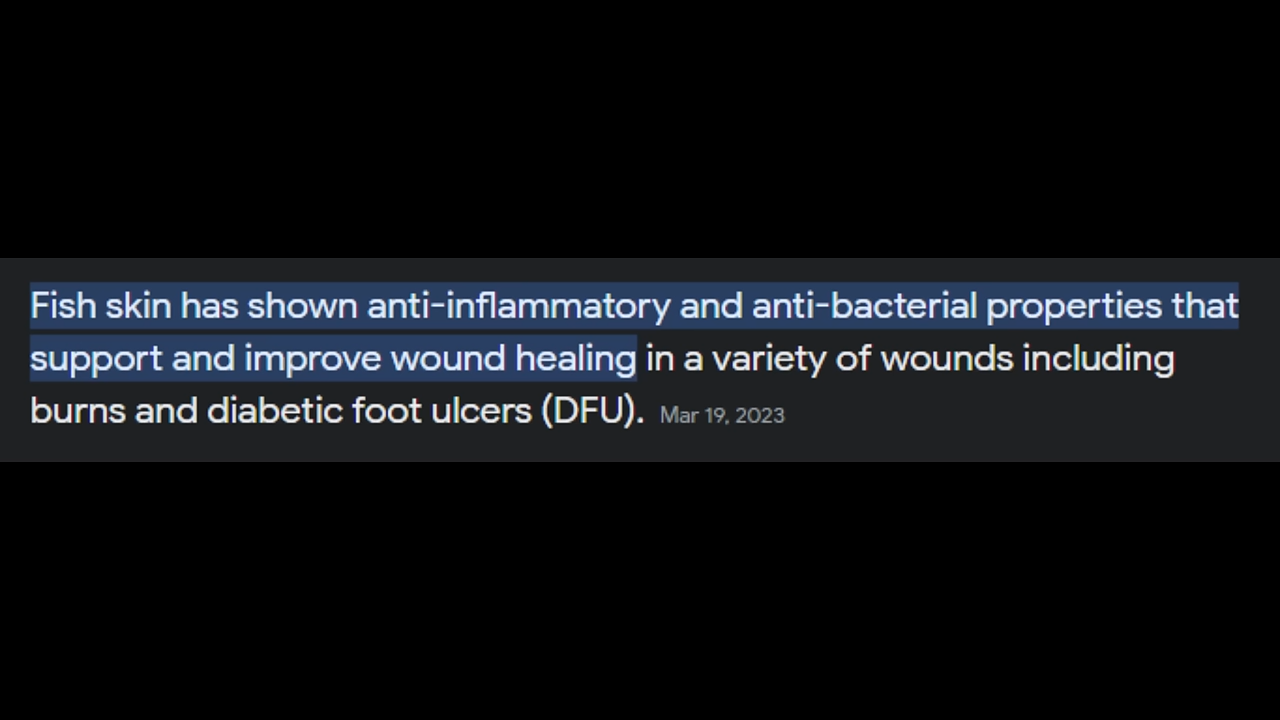 Fish skin has shown anti-inflammatory and anti-bacterial properties that
support and improve wound healing in a variety of wounds including
burns and diabetic foot ulcers (DFU). Mar 19, 2023